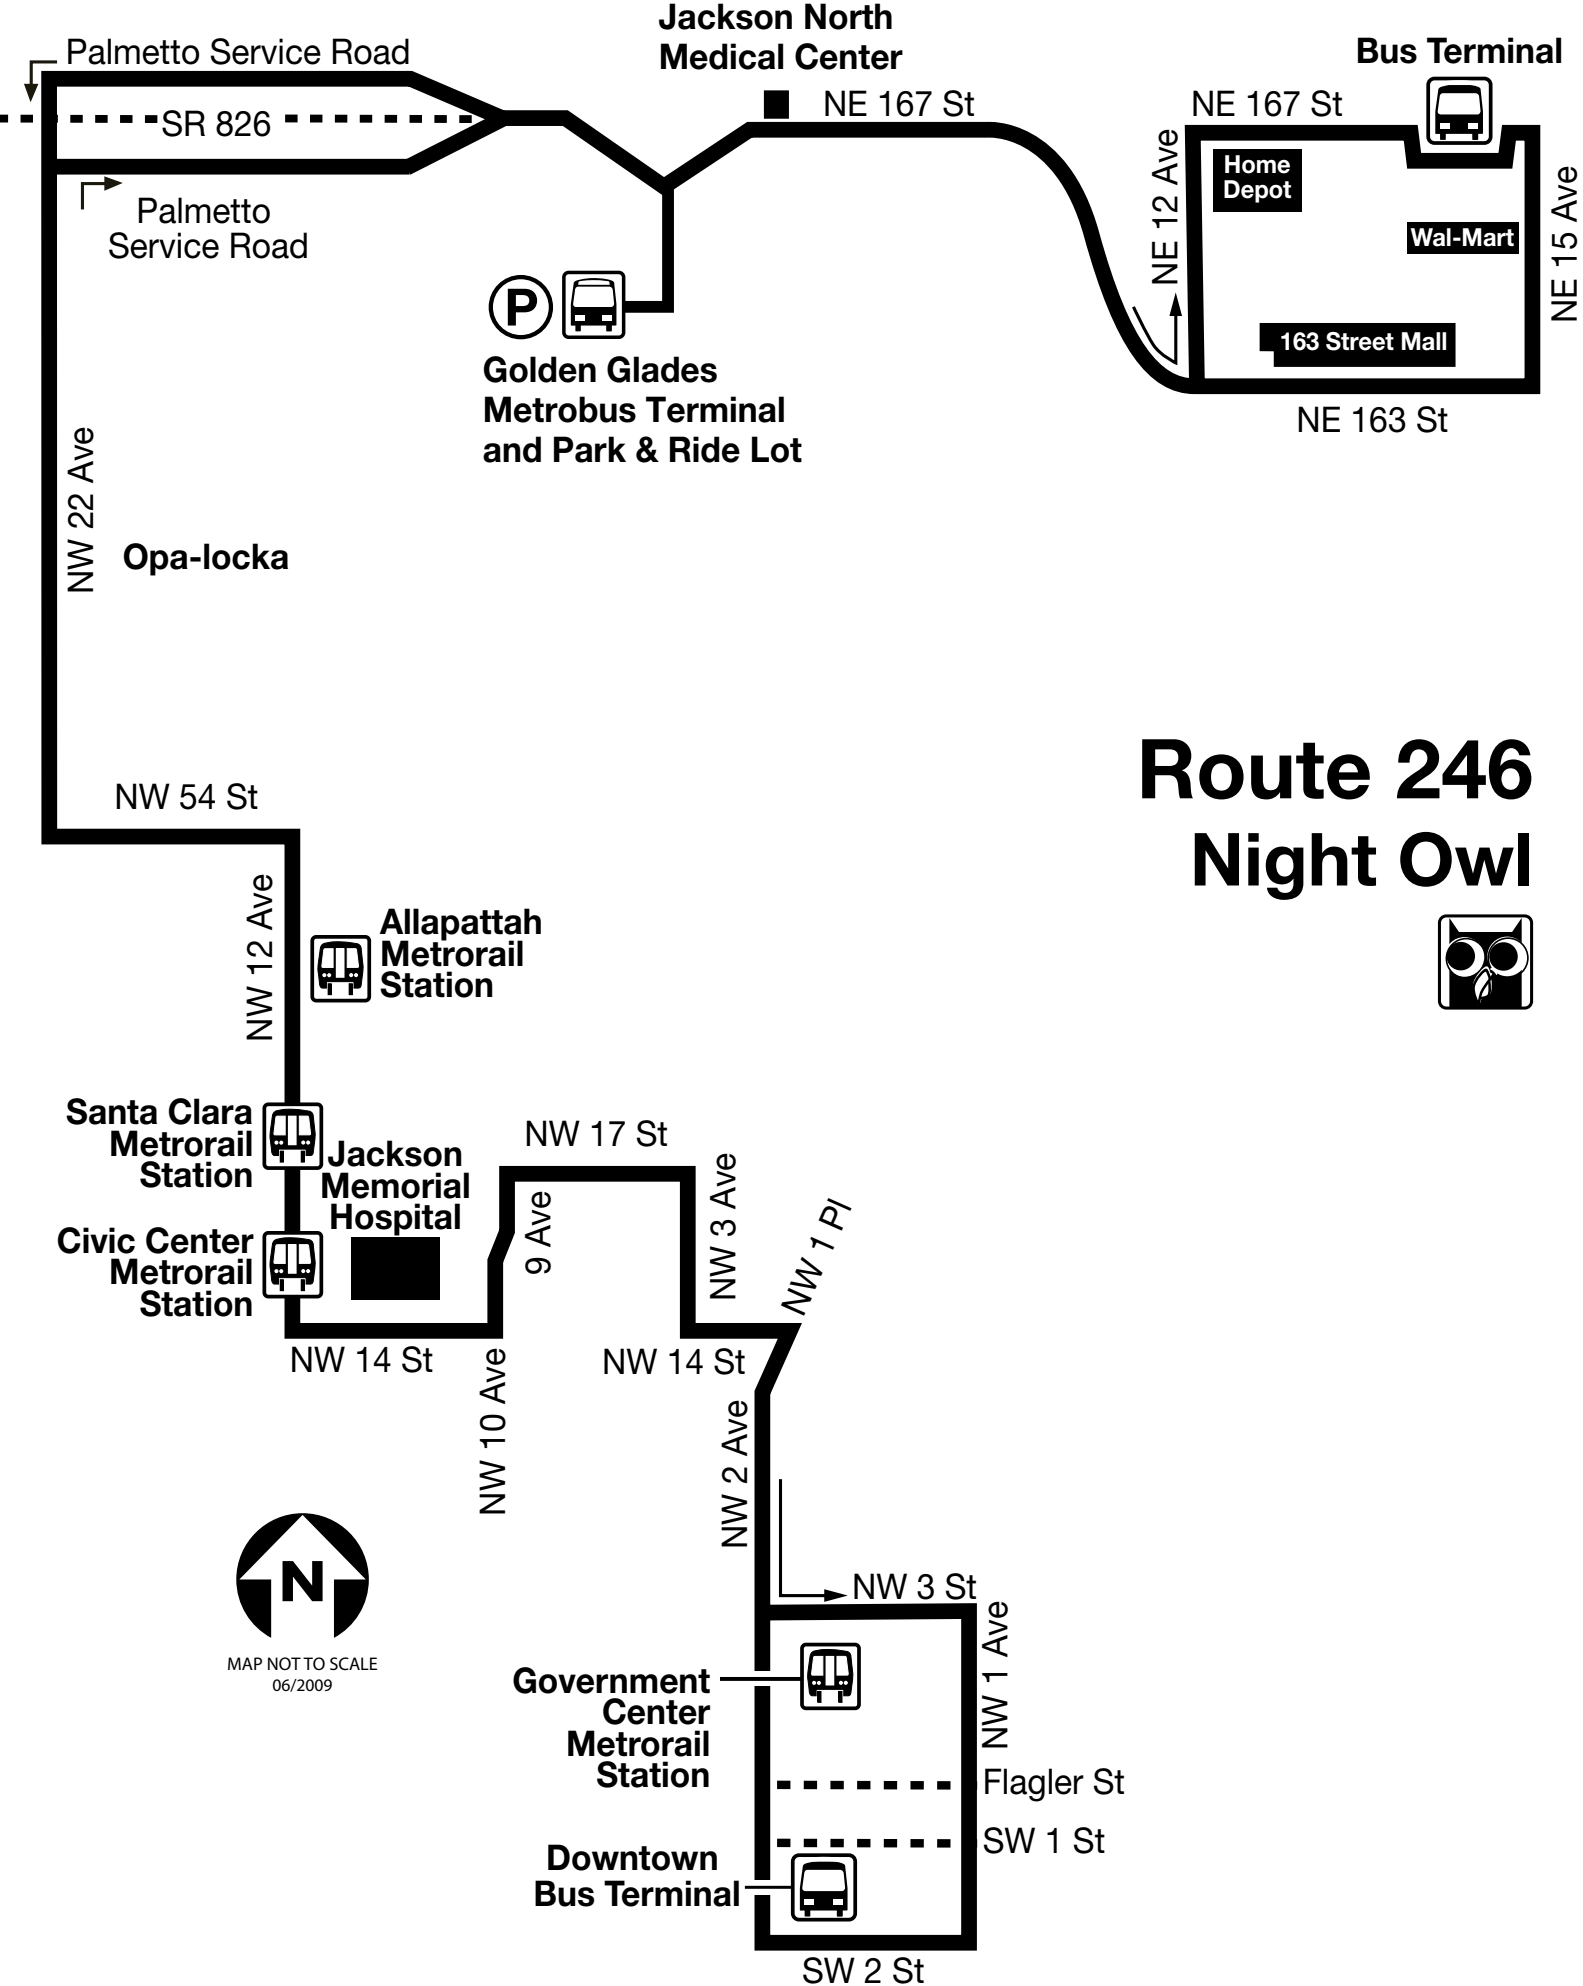 Jackson North
Medical Center
Bus Terminal
Palmetto Service Road
NE 167 St
NE 167 St
SR 826
Home
Depot
NE 12 Ave
Wal-Mart
NE 15 Ave
Palmetto
Service Road
P
163 Street Mall
Golden Glades
Metrobus Terminal
and Park & Ride Lot
NE 163 St
NW 22 Ave
Opa-locka
Route 246
Night Owl
NW 54 St
NW 12 Ave
Allapattah
Metrorail
Station
Santa Clara
Metrorail
Station
Jackson
Memorial
Hospital
NW 17 St
9 Ave
NW 3 Ave
NW 1 Pl
Civic Center
Metrorail
Station
NW 14 St
NW 10 Ave
NW 14 St
NW 2 Ave
N
MAP NOT TO SCALE
06/2009
NW 3 St
NW 1 Ave
Government
Center
Metrorail
Station
Flagler St
SW 1 St
Downtown
Bus Terminal
SW 2 St